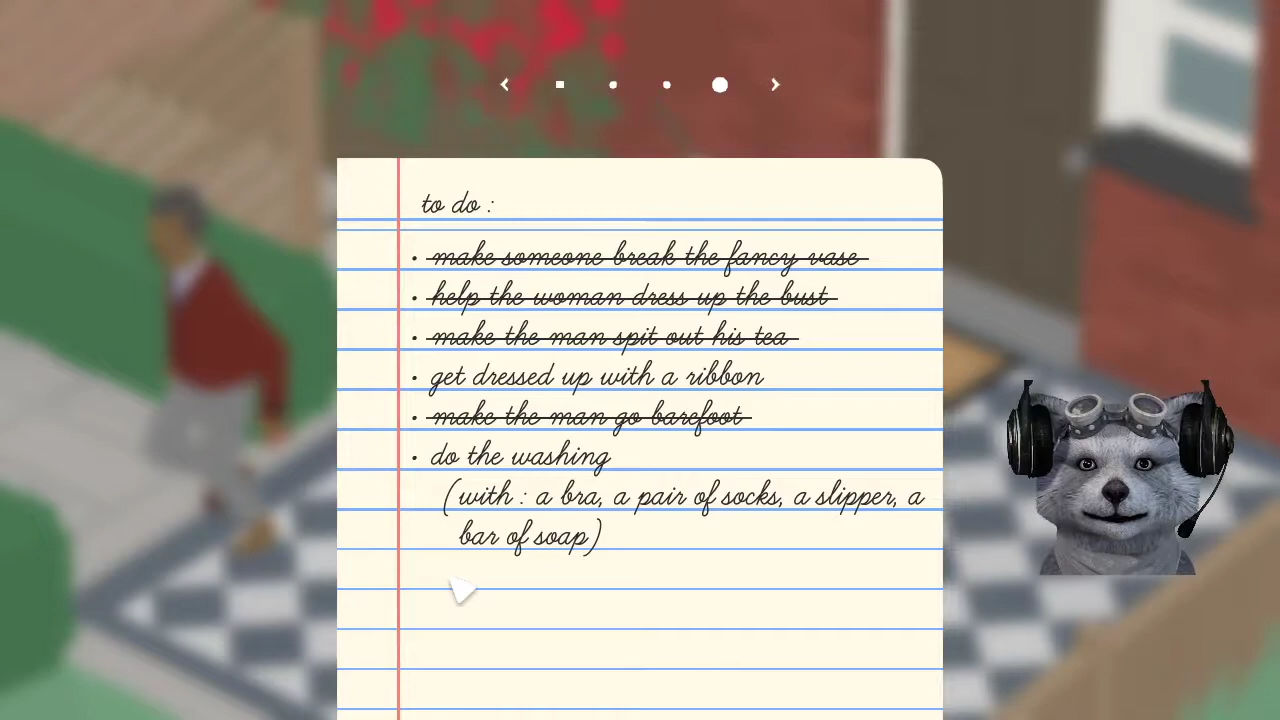 to do :
• make someone break the fancy vase
• help the woman dress up the bust
• make the man spit out his tea
• get dressed up with a ribbon
• make the man go barefoot
• do the washing
(with : a bra, a pair of socks, a slipper, a
bar of soap)